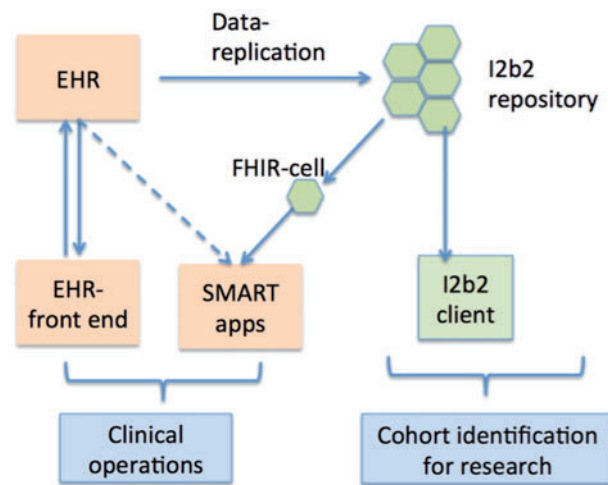 Data-
replication
EHR
I2b2
repository
FHIR-cell
EHR-
front end
SMART
apps
I2b2
client
Clinical
operations
Cohort identification
for research